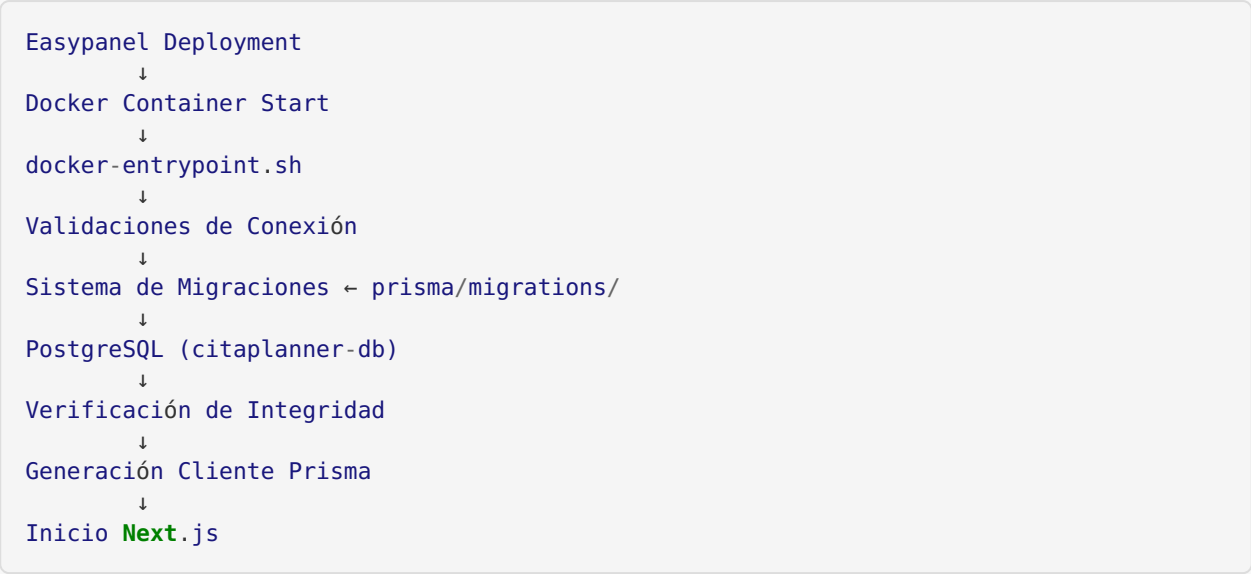 Easypanel Deployment
↓
Docker Container Start
↓
docker-entrypoint.sh
↓
Validaciones de Conexión
↓
Sistema de Migraciones ← prisma/migrations/
↓
PostgreSQL (citaplanner-db)
↓
Verificación de Integridad
↓
Generación Cliente Prisma
↓
Inicio Next.js